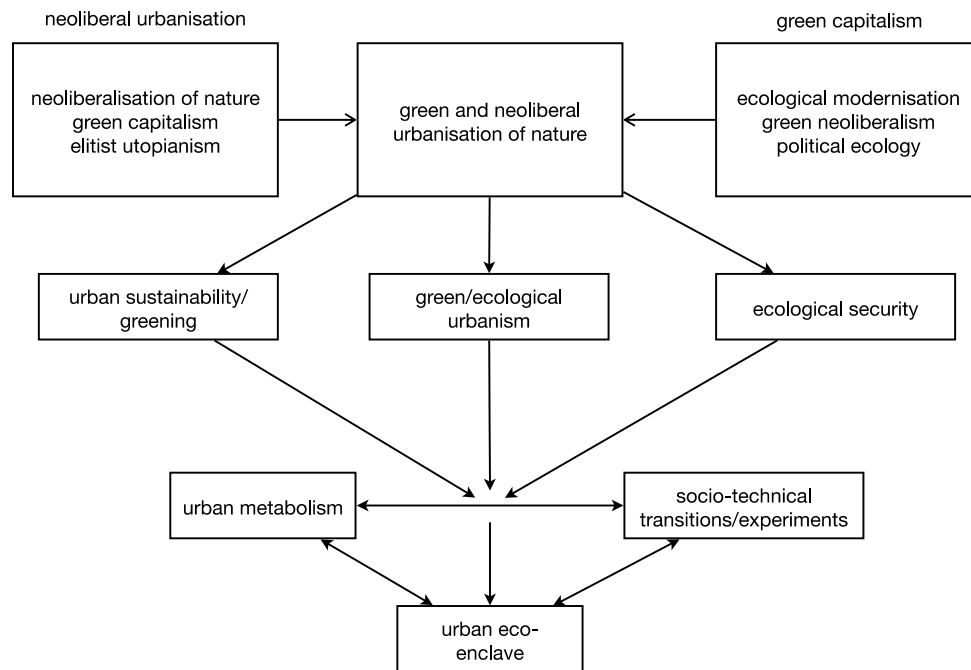 neoliberal urbanisation
green capitalism
neoliberalisation of nature
green capitalism
elitist utopianism
green and neoliberal
urbanisation of nature
ecological modernisation
green neoliberalism
political ecology
urban sustainability/
greening
green/ecological
urbanism
ecological security
urban metabolism
socio-technical
transitions/experiments
urban eco-
enclave